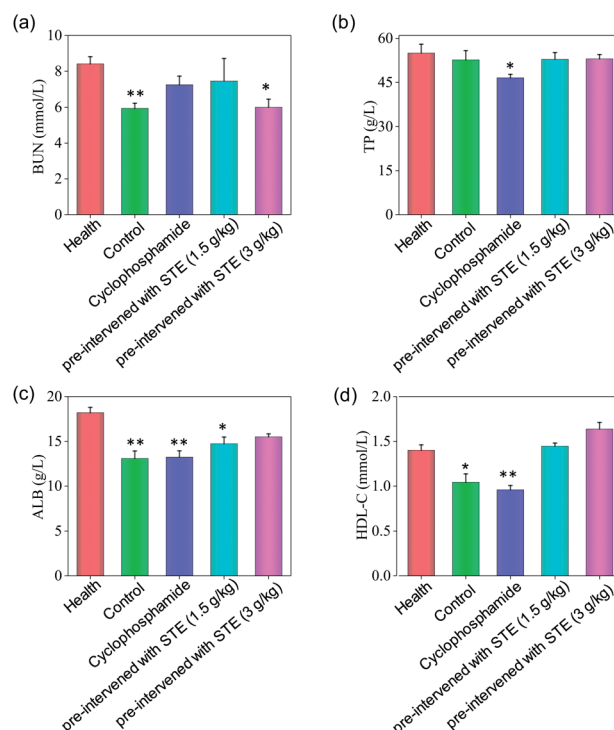 (a)
BUN (mmol/L)
10
8
6
4
2
0
**
*
Health
Control
Cyclophosphamide
pre-intervened with STE (1.5 g/kg)
pre-intervened with STE (3 g/kg)
(b)
TP (g/L)
60
45
30
15
0
*
Health
Control
Cyclophosphamide
pre-intervened with STE (1.5 g/kg)
pre-intervened with STE (3 g/kg)
(c)
ALB (g/L)
20
15
10
5
0
**
**
*
Health
Control
Cyclophosphamide
pre-intervened with STE (1.5 g/kg)
pre-intervened with STE (3 g/kg)
(d)
HDL-C (mmol/L)
2.0
1.5
1.0
0.5
0.0
*
**
Health
Control
Cyclophosphamide
pre-intervened with STE (1.5 g/kg)
pre-intervened with STE (3 g/kg)